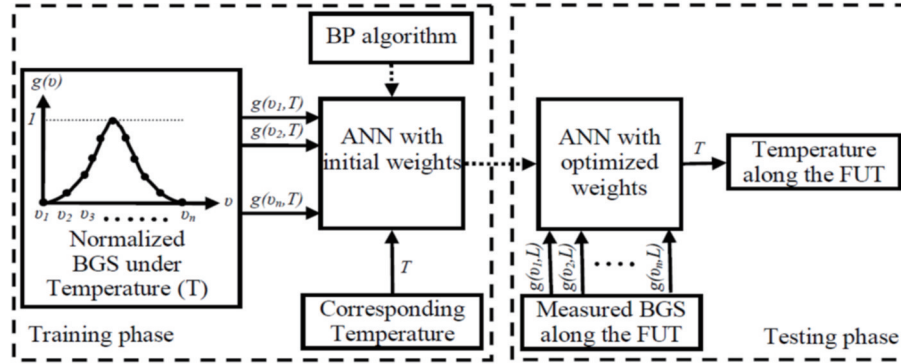 BP algorithm
g(υ)
1
υ1 υ2 υ3 ........ υn υ
Normalized
BGS under
Temperature (T)
g(υ1,T)
g(υ2,T)
g(υn,T)
ANN with
initial weights
T
Corresponding
Temperature
Training phase
ANN with
optimized
weights
T
Temperature
along the FUT
g(υ1,L)
g(υ2,L)
....
g(υn,L)
Measured BGS
along the FUT
Testing phase